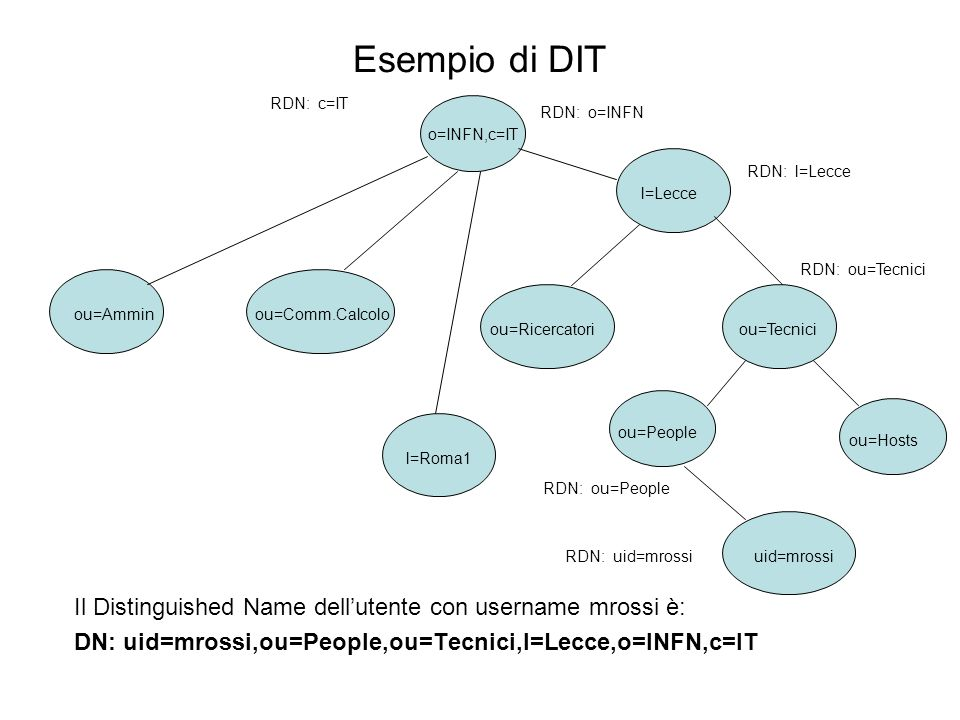 Esempio di DIT
RDN: c=IT
RDN: o=INFN
o=INFN,c=IT
RDN: l=Lecce
l=Lecce
RDN: ou=Tecnici
ou=Ammin
ou=Comm.Calcolo
ou=Ricercatori
ou=Tecnici
ou=People
ou=Hosts
l=Roma1
RDN: ou=People
RDN: uid=mrossi
uid=mrossi
Il Distinguished Name dell’utente con username mrossi è:
DN: uid=mrossi,ou=People,ou=Tecnici,l=Lecce,o=INFN,c=IT